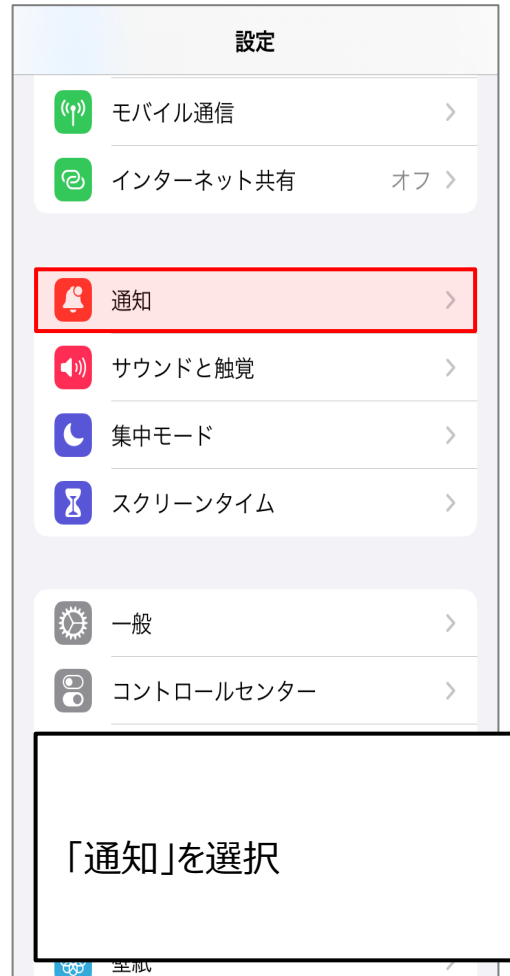 設定
モバイル通信
インターネット共有 オフ
通知
サウンドと触覚
集中モード
スクリーンタイム
一般
コントロールセンター
「通知」を選択
壁紙